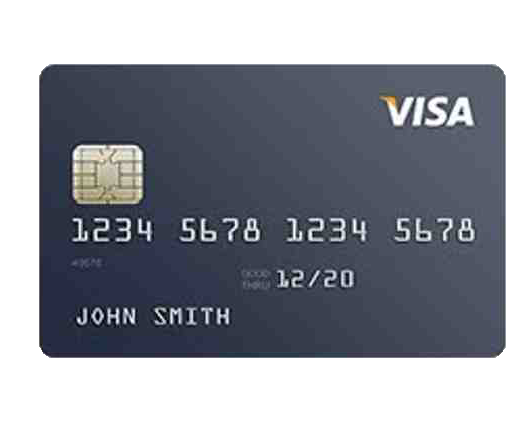 VISA
1234 5678 1234 5678
GOOD
THRU 12/20
JOHN SMITH